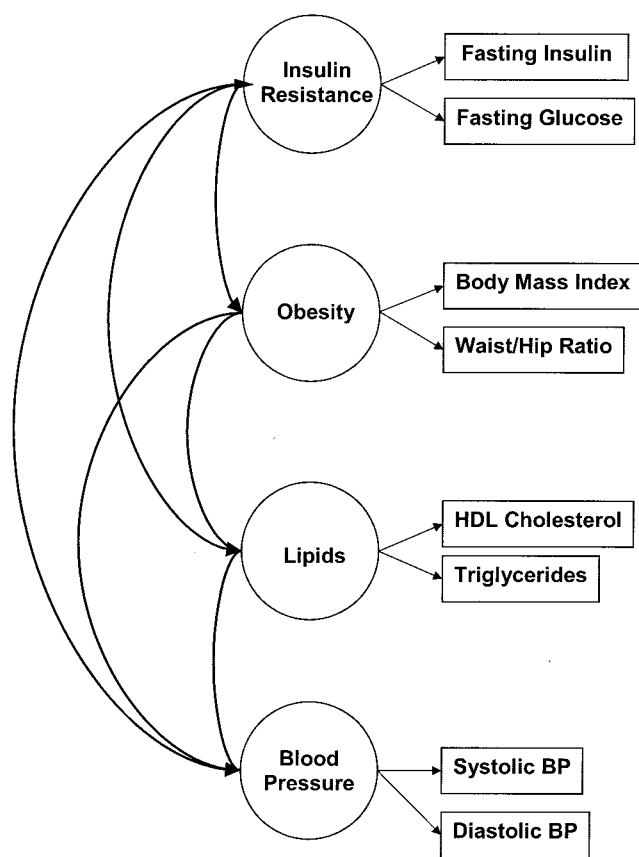 Insulin
Resistance
Fasting Insulin
Fasting Glucose
Obesity
Body Mass Index
Waist/Hip Ratio
Lipids
HDL Cholesterol
Triglycerides
Blood
Pressure
Systolic BP
Diastolic BP